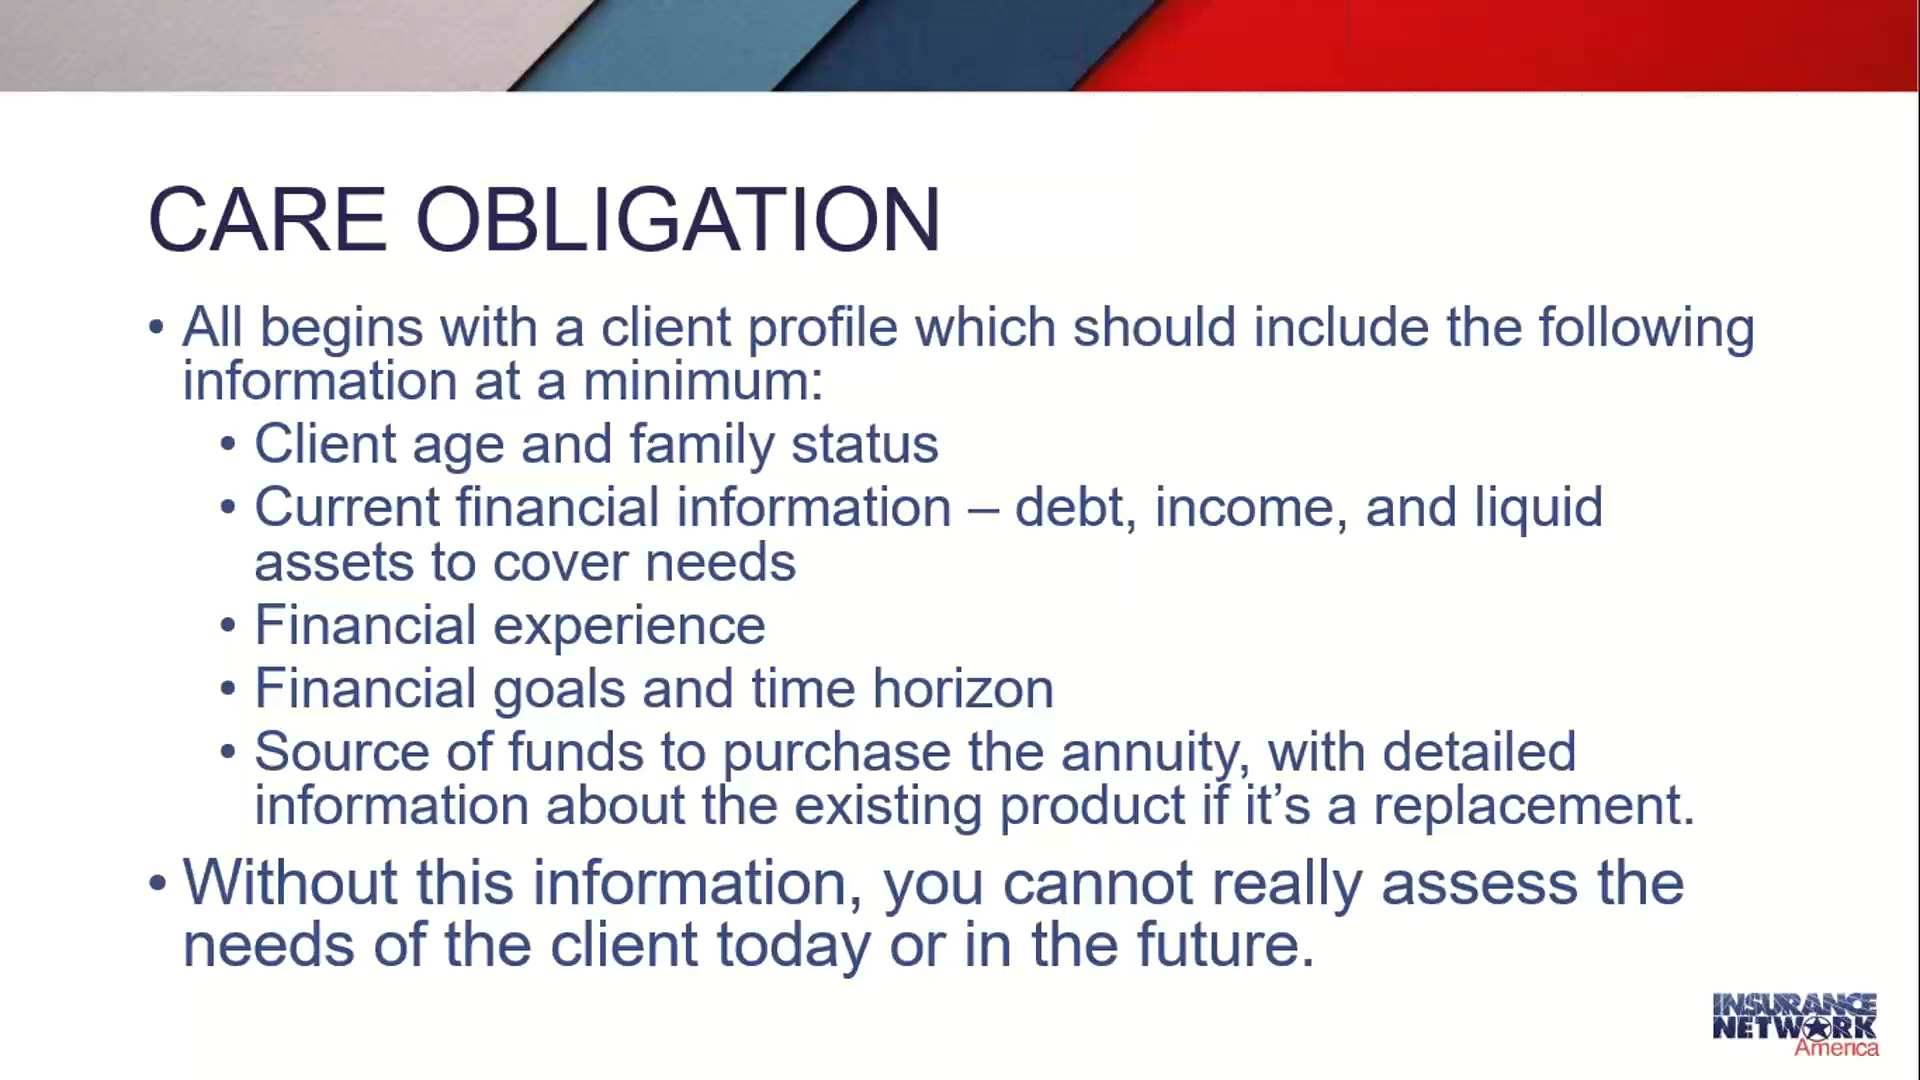 CARE OBLIGATION
• All begins with a client profile which should include the following
information at a minimum:
• Client age and family status
• Current financial information – debt, income, and liquid
assets to cover needs
• Financial experience
• Financial goals and time horizon
• Source of funds to purchase the annuity, with detailed
information about the existing product if it’s a replacement.
• Without this information, you cannot really assess the
needs of the client today or in the future.
INSURANCE
NETWORK
America